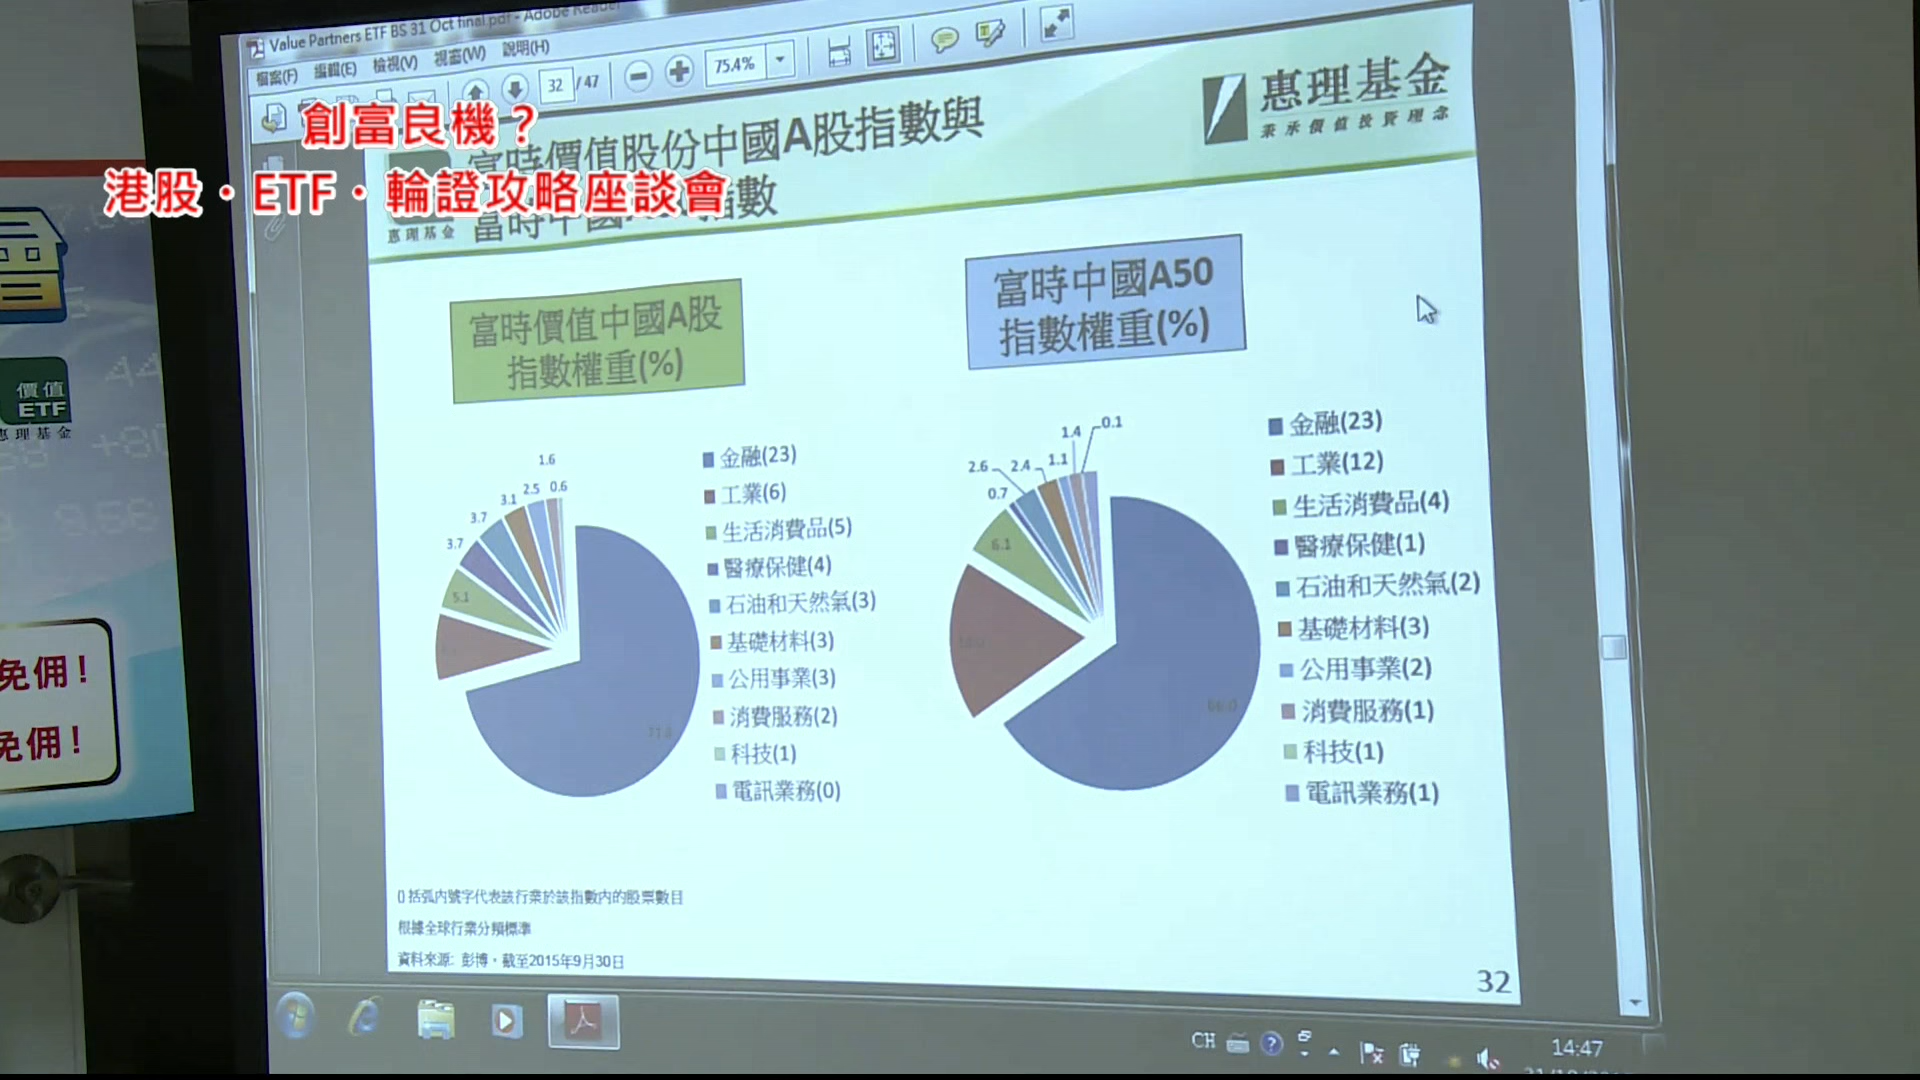 Value Partners ETF BS 31 Oct final.pdf - Adobe Reader
檔案(F) 編輯(E) 檢視(V) 視窗(W) 說明(H)
32 / 47 75.4%
創富良機？
港股·ETF·輪證攻略座談會
富時價值股份中國A股指數與
指數
惠理基金
惠理基金
秉承價值投資理念
富時價值中國A股
指數權重(%)
富時中國A50
指數權重(%)
1.6
3.1 2.5 0.6
3.7
3.7
5.1
金融(23)
工業(6)
生活消費品(5)
醫療保健(4)
石油和天然氣(3)
基礎材料(3)
公用事業(3)
消費服務(2)
科技(1)
電訊業務(0)
1.4 0.1
2.6 2.4 1.1
0.7
6.1
66.0
金融(23)
工業(12)
生活消費品(4)
醫療保健(1)
石油和天然氣(2)
基礎材料(3)
公用事業(2)
消費服務(1)
科技(1)
電訊業務(1)
()括弧內號字代表該行業於該指數內的股票數目
根據全球行業分類標準
資料來源: 彭博，截至2015年9月30日
32
CH
14:47
價值
ETF
惠理基金
免佣！
免佣！